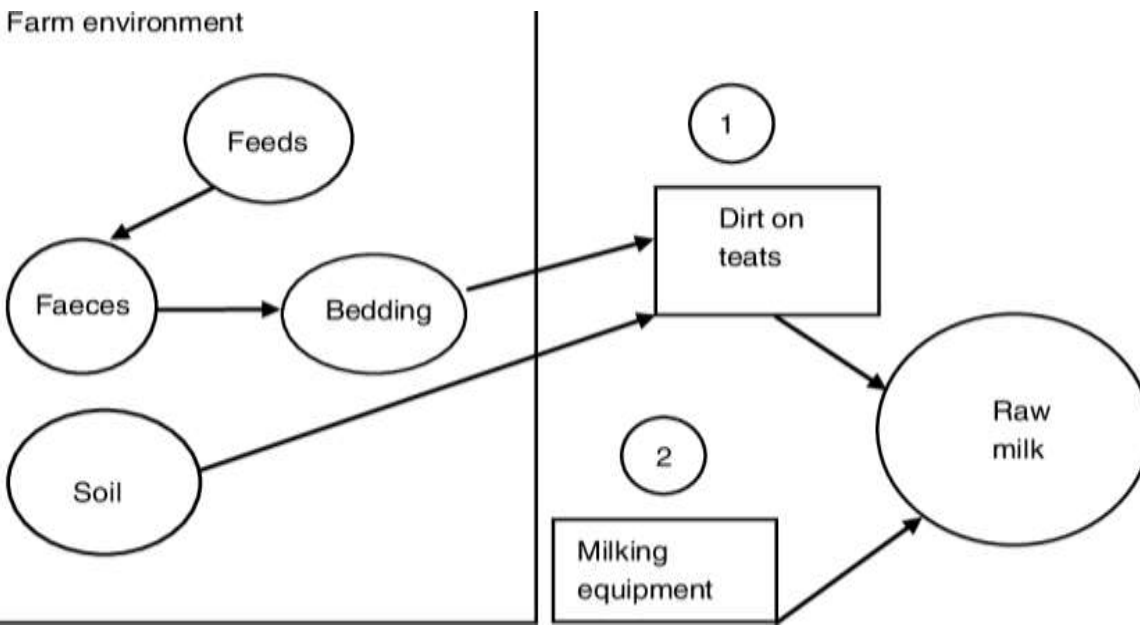 Farm environment
Feeds
Faeces
Bedding
Soil
1
Dirt on
teats
2
Milking
equipment
Raw
milk